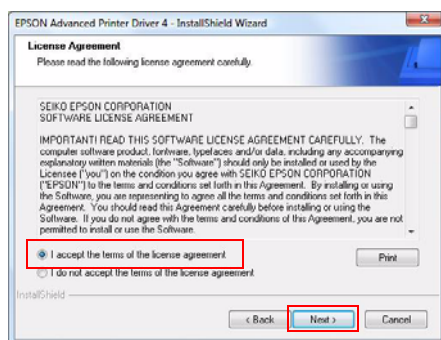 EPSON Advanced Printer Driver 4 - InstallShield Wizard
License Agreement
Please read the following license agreement carefully.
SEIKO EPSON CORPORATION
SOFTWARE LICENSE AGREEMENT
IMPORTANT! READ THIS SOFTWARE LICENSE AGREEMENT CAREFULLY. The
computer software product, fontware, typefaces and/or data, including any accompanying
explanatory written materials (the "Software") should only be installed or used by the
Licensee ("you") on the condition you agree with SEIKO EPSON CORPORATION
("EPSON") to the terms and conditions set forth in this Agreement. By installing or using
the Software, you are representing to agree all the terms and conditions set forth in this
Agreement. You should read this Agreement carefully before installing or using the
Software. If you do not agree with the terms and conditions of this Agreement, you are not
permitted to install or use the Software.
I accept the terms of the license agreement
Print
I do not accept the terms of the license agreement
InstallShield
< Back
Next >
Cancel